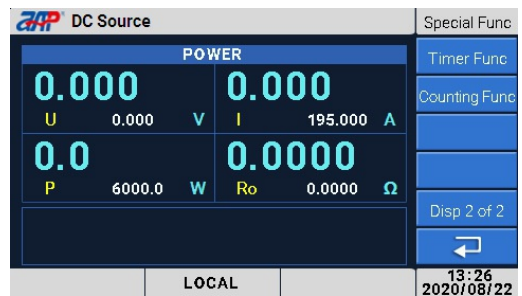 AAP DC Source
Special Func
POWER
Timer Func
0.000 0.000
Counting Func
U 0.000 V I 195.000 A
0.0 0.0000
P 6000.0 W Ro 0.0000 Ω
Disp 2 of 2
LOCAL
13:26
2020/08/22